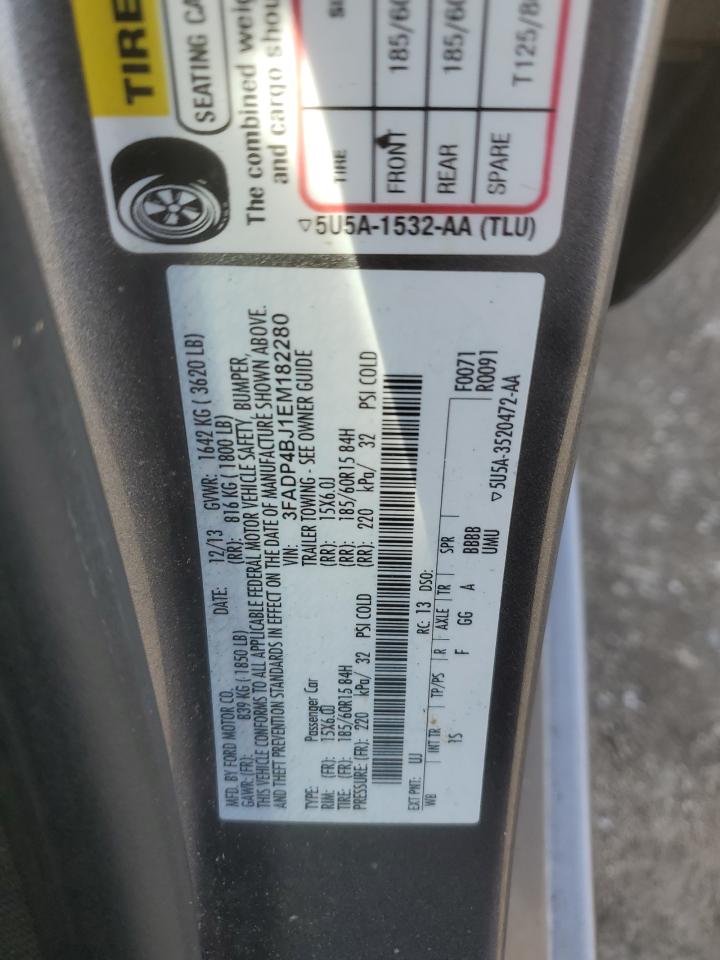 TIRE
SEATING CA
The combined weig
and cargo shou
TIRE
FRONT 185/60
REAR 185/60
SPARE T125/8
5U5A-1532-AA (TLU)
MFD. BY FORD MOTOR CO. DATE: 12/13 GVWR: 1642 KG ( 3620 LB)
GAWR: (FR): 839 KG ( 1850 LB) (RR): 816 KG ( 1800 LB)
THIS VEHICLE CONFORMS TO ALL APPLICABLE FEDERAL MOTOR VEHICLE SAFETY, BUMPER,
AND THEFT PREVENTION STANDARDS IN EFFECT ON THE DATE OF MANUFACTURE SHOWN ABOVE.
VIN: 3FADP4BJ1EM182280
TYPE: Passenger Car TRAILER TOWING - SEE OWNER GUIDE
RIM: (FR): 15X6.0J (RR): 15X6.0J
TIRE: (FR): 185/60R15 84H (RR): 185/60R15 84H
PRESSURE: (FR): 220 kPa/ 32 PSI COLD (RR): 220 kPa/ 32 PSI COLD
EXT PNT: UJ RC: 13 DSO: F0071
WB INT TR TP/PS R AXLE TR SPR R0091
1S F GG A BBBB
UMU 5U5A-3520472-AA